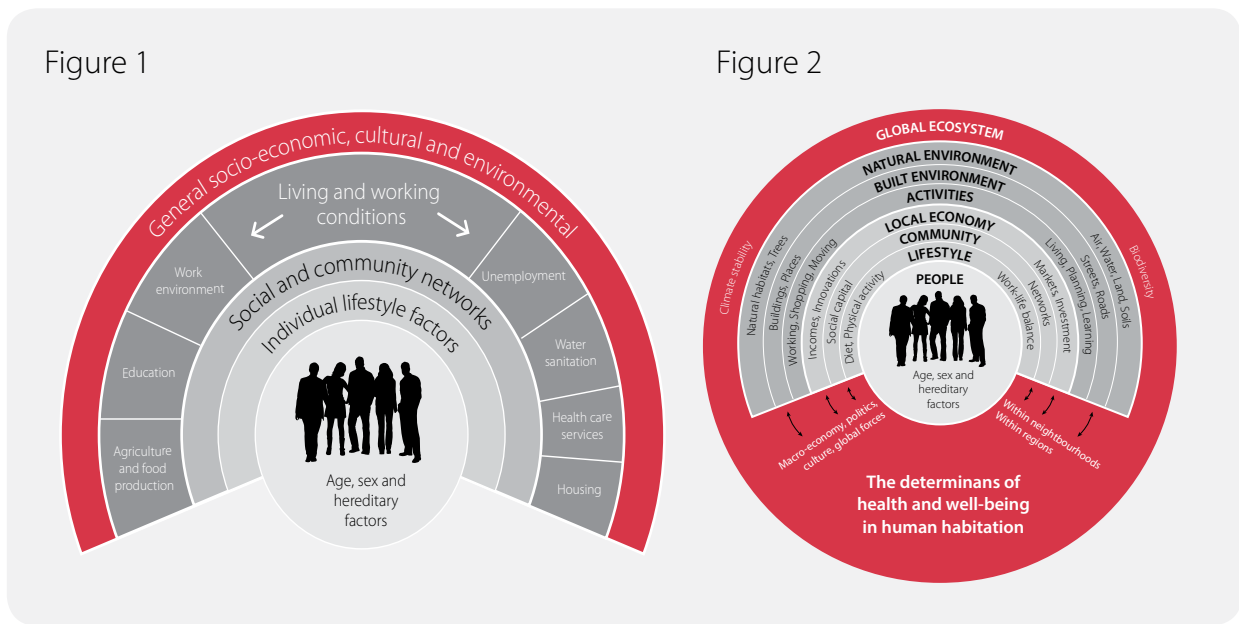 Figure 1
General socio-economic, cultural and environmental
Living and working
conditions
Work
environment
Unemployment
Education
Water
sanitation
Agriculture
and food
production
Health care
services
Housing
Social and community networks
Individual lifestyle factors
Age, sex and
hereditary
factors
Figure 2
GLOBAL ECOSYSTEM
NATURAL ENVIRONMENT
BUILT ENVIRONMENT
ACTIVITIES
LOCAL ECONOMY
COMMUNITY
LIFESTYLE
PEOPLE
Climate stability
Natural habitats, Trees
Buildings, Places
Working, Shopping, Moving
Incomes, Innovations
Social capital
Diet, Physical activity
Work-life balance
Networks
Markets, Investment
Living, Planning, Learning
Streets, Roads
Air, Water, Land, Soils
Biodiversity
Age, sex and
hereditary
factors
Macro-economy, politics,
culture, global forces
Within neighbourhoods
Within regions
The determinans of
health and well-being
in human habitation